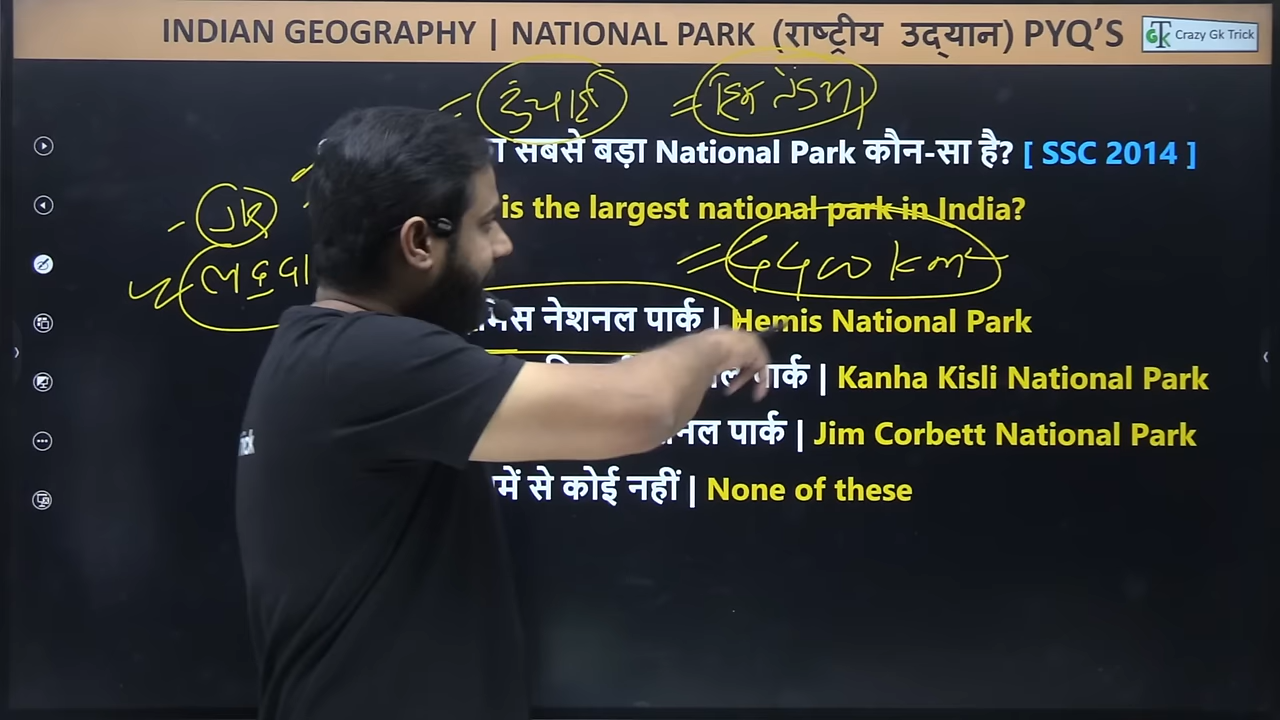 INDIAN GEOGRAPHY | NATIONAL PARK (राष्ट्रीय उद्यान) PYQ’S
GTK Crazy Gk Trick
सबसे बड़ा National Park कौन-सा है? [ SSC 2014 ]
is the largest national park in India?
JK
4400 km²
नेशनल पार्क | Hemis National Park
पार्क | Kanha Kisli National Park
पार्क | Jim Corbett National Park
में से कोई नहीं | None of these